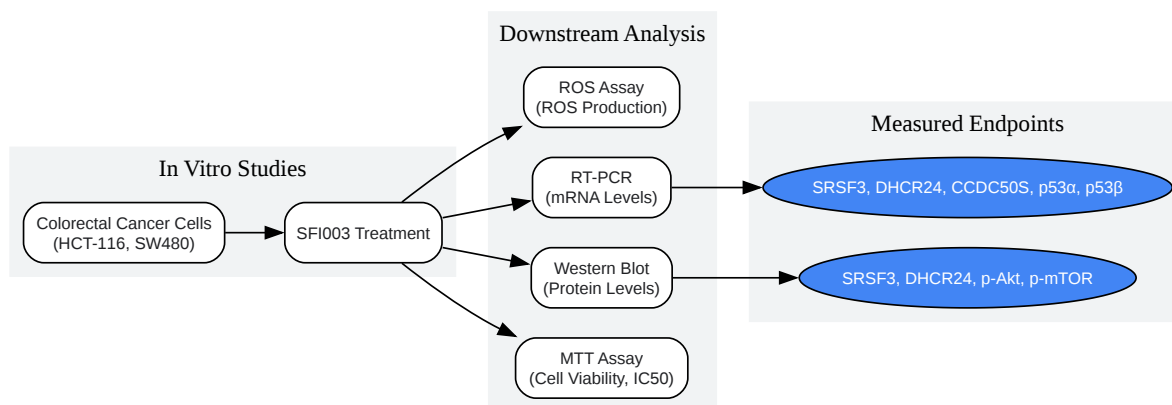 In Vitro Studies
Colorectal Cancer Cells
(HCT-116, SW480)
SFI003 Treatment
Downstream Analysis
ROS Assay
(ROS Production)
RT-PCR
(mRNA Levels)
Western Blot
(Protein Levels)
MTT Assay
(Cell Viability, IC50)
Measured Endpoints
SRSF3, DHCR24, CCDC50S, p53α, p53β
SRSF3, DHCR24, p-Akt, p-mTOR